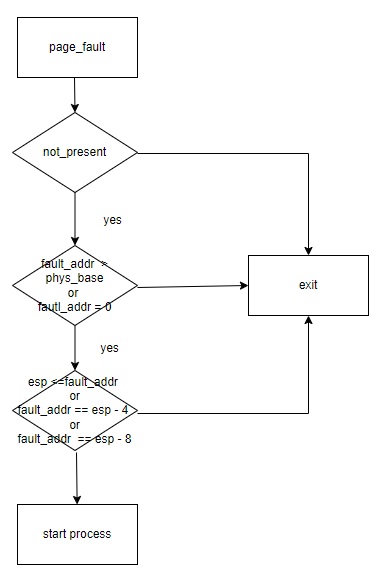 page_fault
not_present
yes
fault_addr >
phys_base
or
fautl_addr = 0
exit
yes
esp <=fault_addr
or
fault_addr == esp - 4
or
fault_addr == esp - 8
start process